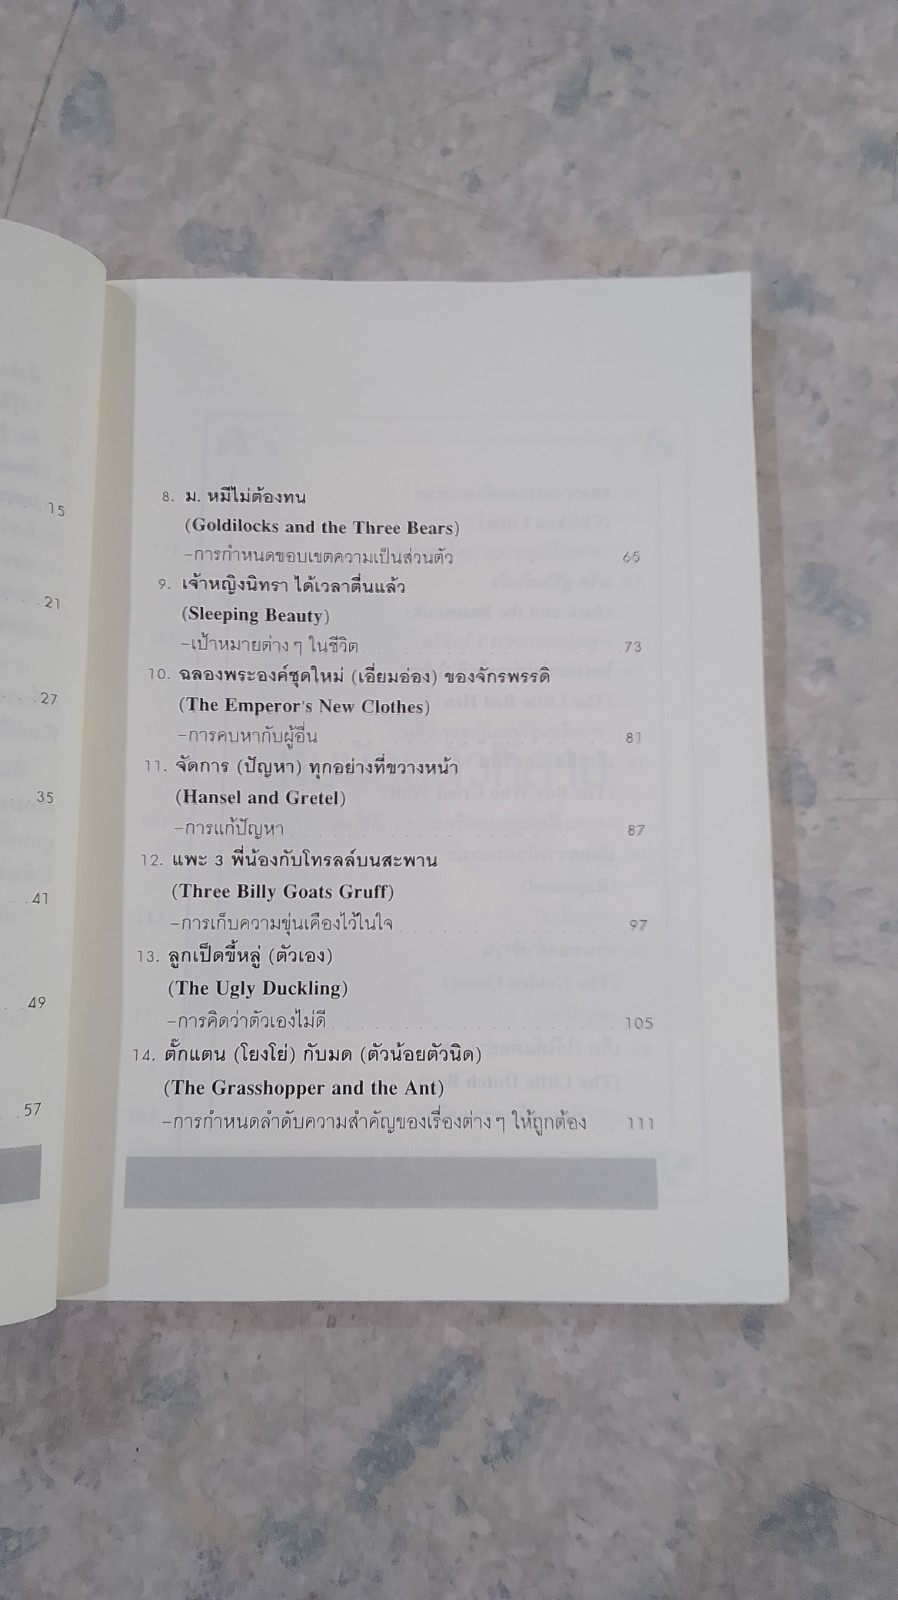 15
21
27
35
41
49
57
8. ม. หมีไม่ต้องทน
(Goldilocks and the Three Bears)
–การกำหนดขอบเขตความเป็นส่วนตัว 65
9. เจ้าหญิงนิทรา ได้เวลาตื่นแล้ว
(Sleeping Beauty)
–เป้าหมายต่างๆ ในชีวิต 73
10. ฉลองพระองค์ชุดใหม่ (เอี่ยมอ่อง) ของจักรพรรดิ
(The Emperor's New Clothes)
–การคบหากับผู้อื่น 81
11. จัดการ (ปัญหา) ทุกอย่างที่ขวางหน้า
(Hansel and Gretel)
–การแก้ปัญหา 87
12. แพะ 3 พี่น้องกับโทรลล์บนสะพาน
(Three Billy Goats Gruff)
–การเก็บความขุ่นเคืองไว้ในใจ 97
13. ลูกเป็ดขี้หลู่ (ตัวเอง)
(The Ugly Duckling)
–การคิดว่าตัวเองไม่ดี 105
14. ตั๊กแตน (โยงโย่) กับมด (ตัวน้อยตัวนิด)
(The Grasshopper and the Ant)
–การกำหนดลำดับความสำคัญของเรื่องต่างๆ ให้ถูกต้อง 111